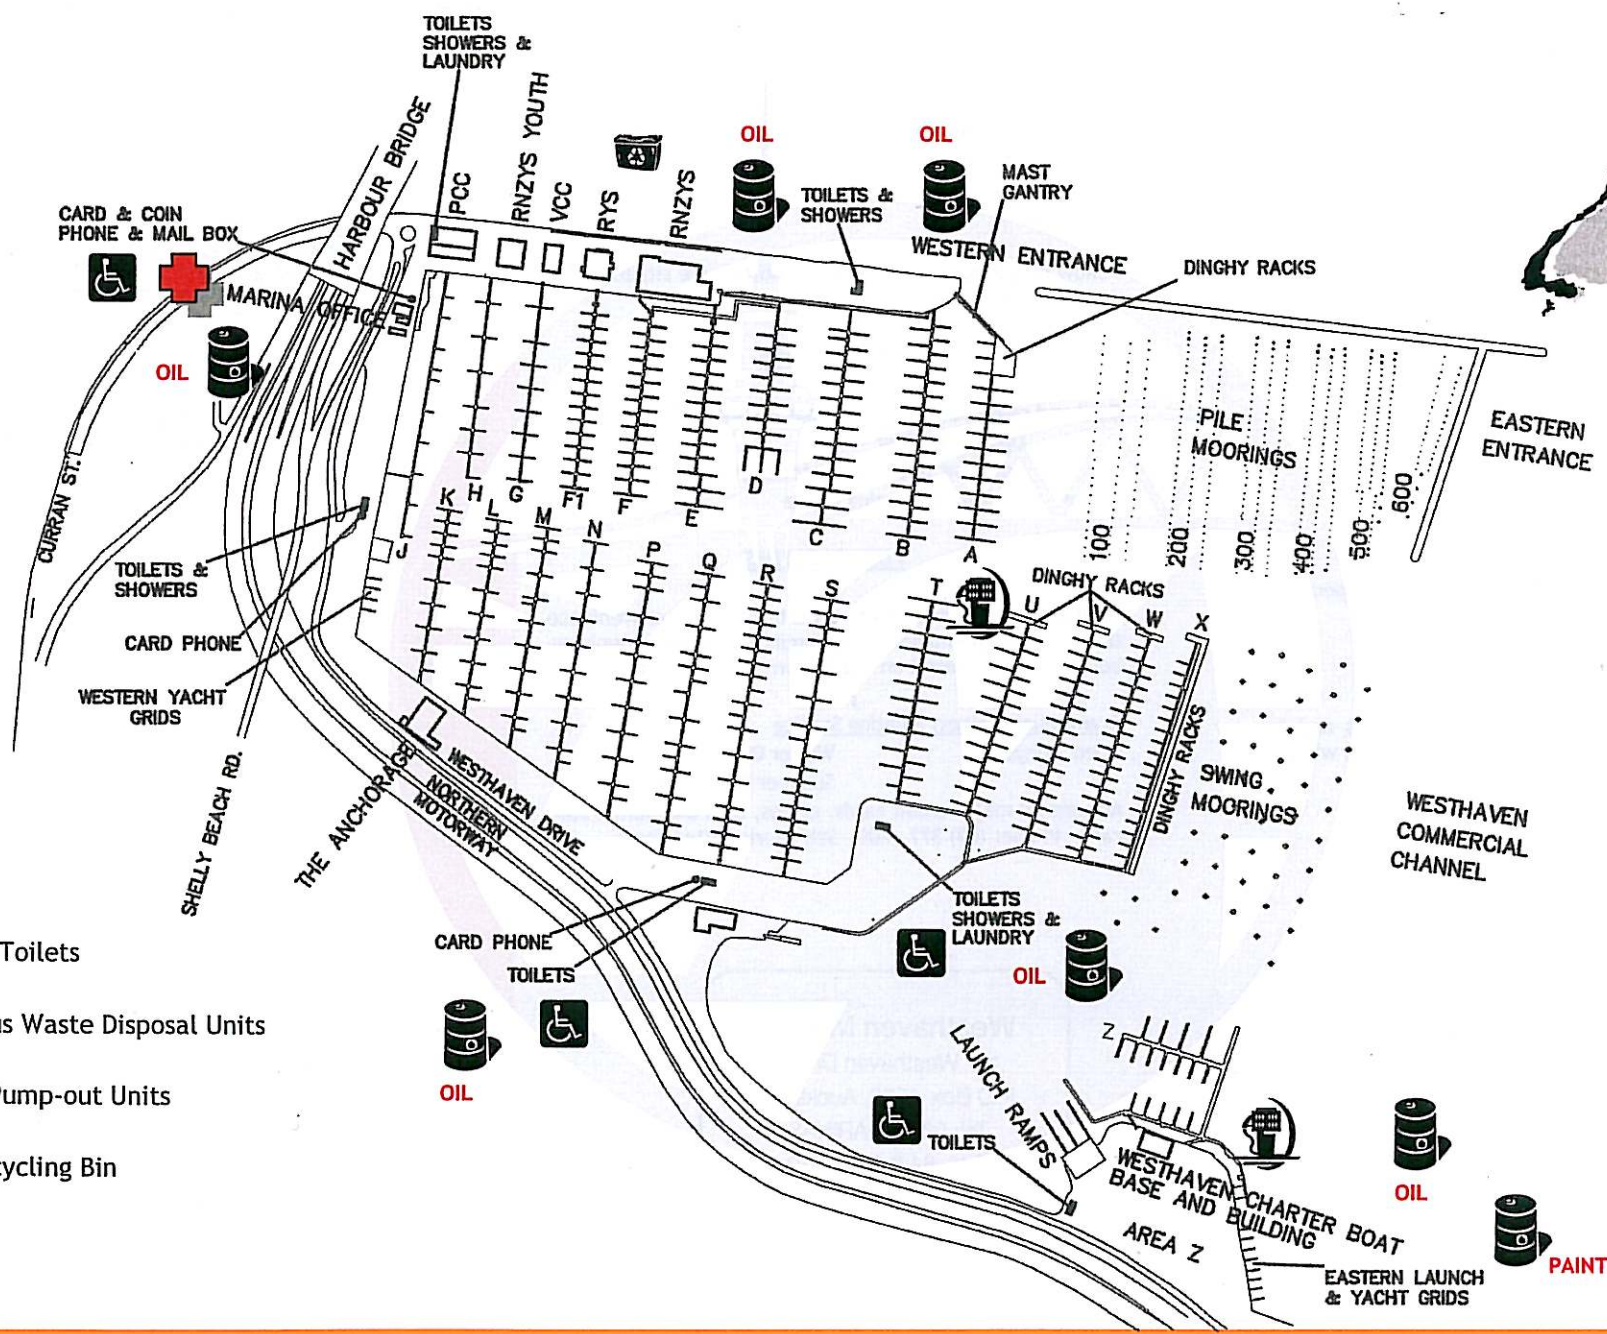 TOILETS
SHOWERS &
LAUNDRY
HARBOUR BRIDGE
PCC
RNZYS YOUTH
VCC
RYS
RNZYS
OIL
OIL
TOILETS &
SHOWERS
MAST
GANTRY
WESTERN ENTRANCE
DINGHY RACKS
CARD & COIN
PHONE & MAIL BOX
MARINA OFFICE
OIL
CURRAN ST.
PILE
MOORINGS
EASTERN
ENTRANCE
100
200
300
400
500
600
H
G
F1
F
E
D
C
B
A
J
K
L
M
N
P
Q
R
S
T
U
V
W
X
DINGHY RACKS
TOILETS &
SHOWERS
CARD PHONE
WESTERN YACHT
GRIDS
SHELLY BEACH RD.
THE ANCHORAGE
WESTHAVEN DRIVE
NORTHERN
MOTORWAY
DINGHY RACKS
SWING
MOORINGS
WESTHAVEN
COMMERCIAL
CHANNEL
CARD PHONE
TOILETS
TOILETS
SHOWERS &
LAUNDRY
OIL
OIL
Toilets
s Waste Disposal Units
Pump-out Units
cycling Bin
LAUNCH RAMPS
Z
TOILETS
WESTHAVEN CHARTER BOAT
BASE AND BUILDING
AREA Z
OIL
PAINT
EASTERN LAUNCH
& YACHT GRIDS